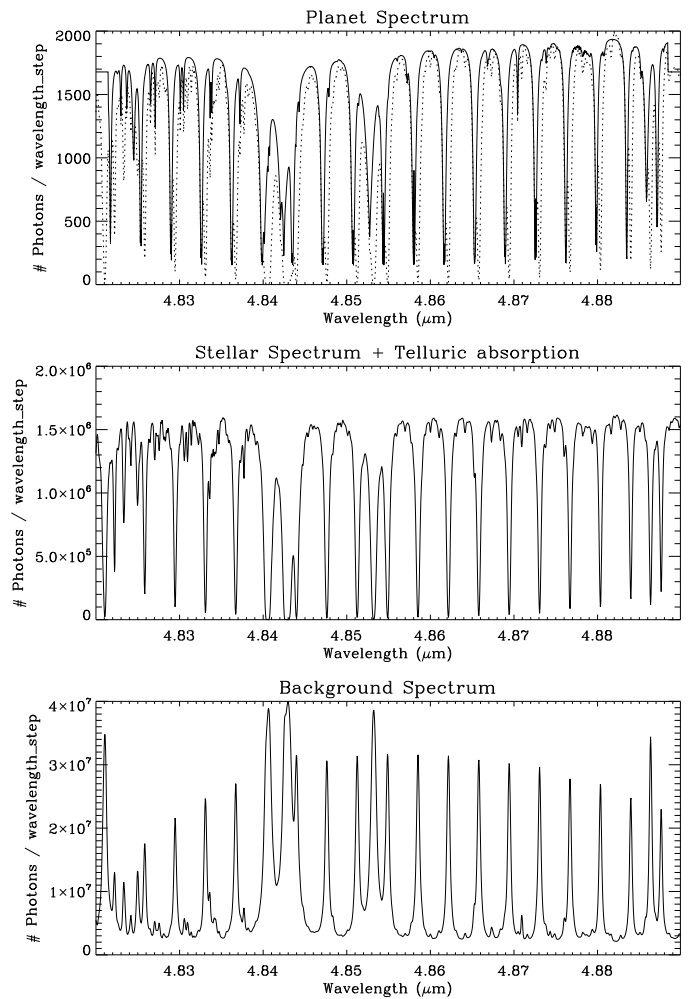 Planet Spectrum
# Photons / wavelength_step
2000
1500
1000
500
0
4.83 4.84 4.85 4.86 4.87 4.88
Wavelength (μm)
Stellar Spectrum + Telluric absorption
# Photons / wavelength_step
2.0×10⁶
1.5×10⁶
1.0×10⁶
5.0×10⁵
0
4.83 4.84 4.85 4.86 4.87 4.88
Wavelength (μm)
Background Spectrum
# Photons / wavelength_step
4×10⁷
3×10⁷
2×10⁷
1×10⁷
0
4.83 4.84 4.85 4.86 4.87 4.88
Wavelength (μm)